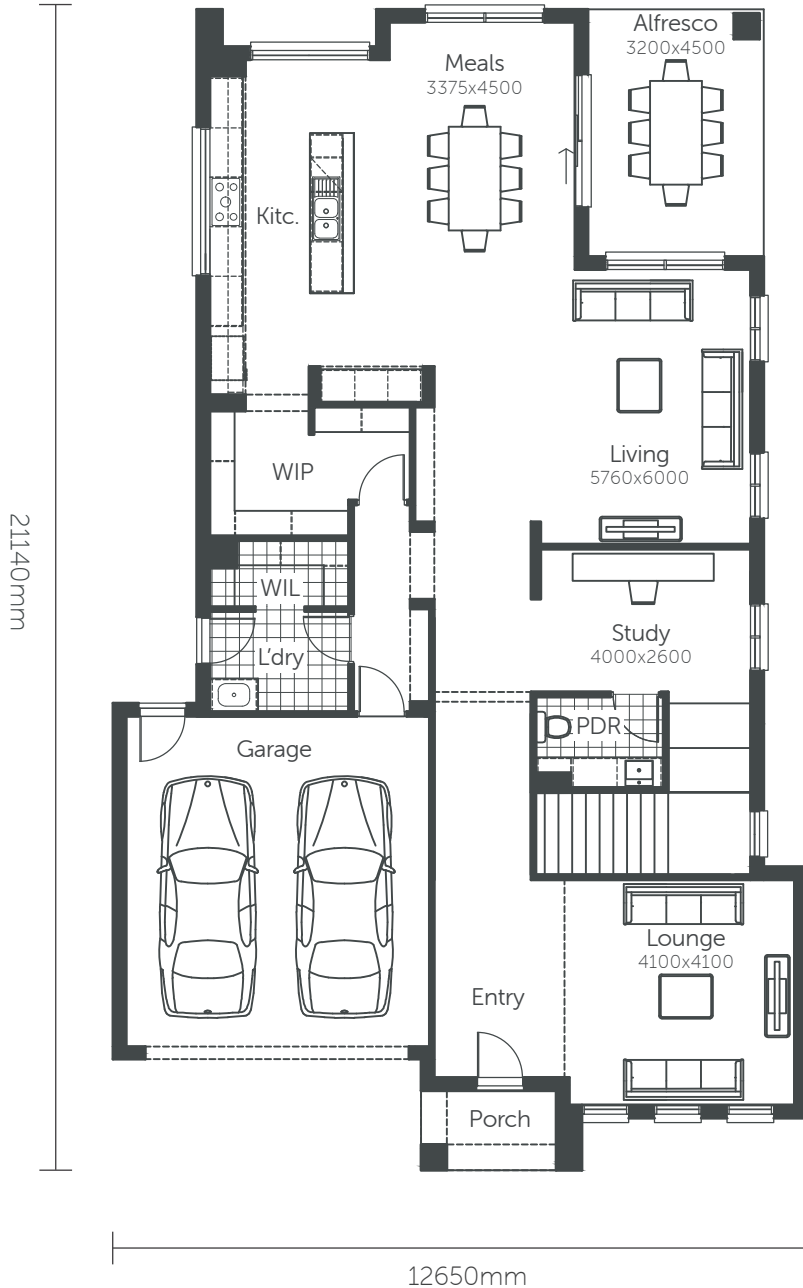 Alfresco
3200x4500
Meals
3375x4500
Kitc.
Living
5760x6000
WIP
21140mm
WIL
Study
4000x2600
L'dry
PDR
Garage
Lounge
4100x4100
Entry
Porch
12650mm